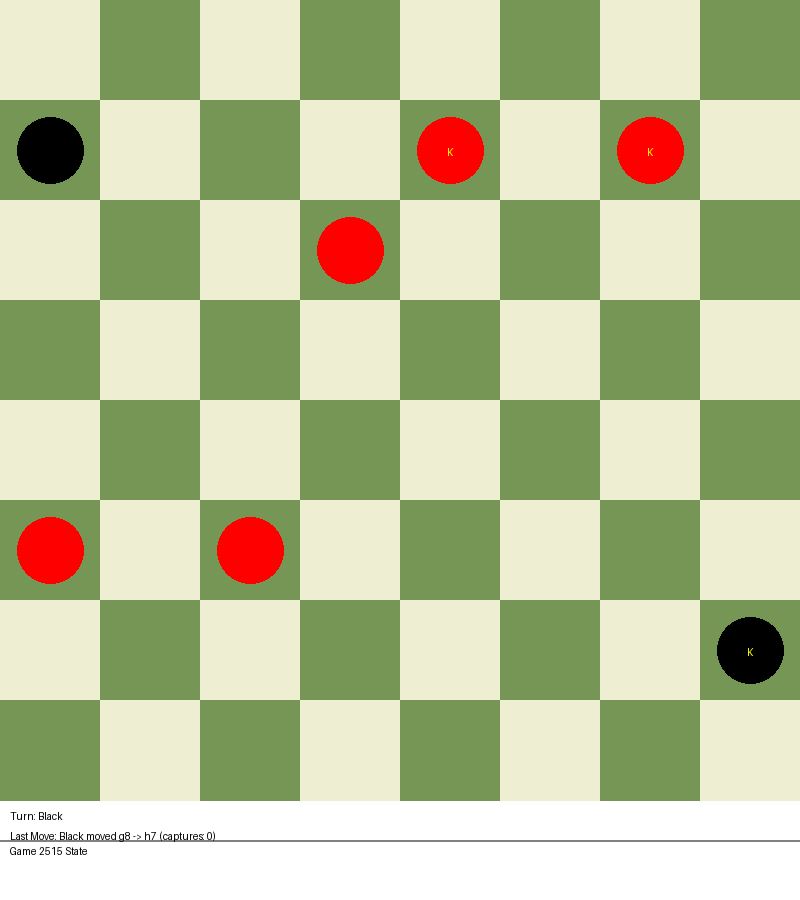 K
K
K
Turn: Black
Last Move: Black moved g8 -> h7 (captures: 0)
Game 2515 State